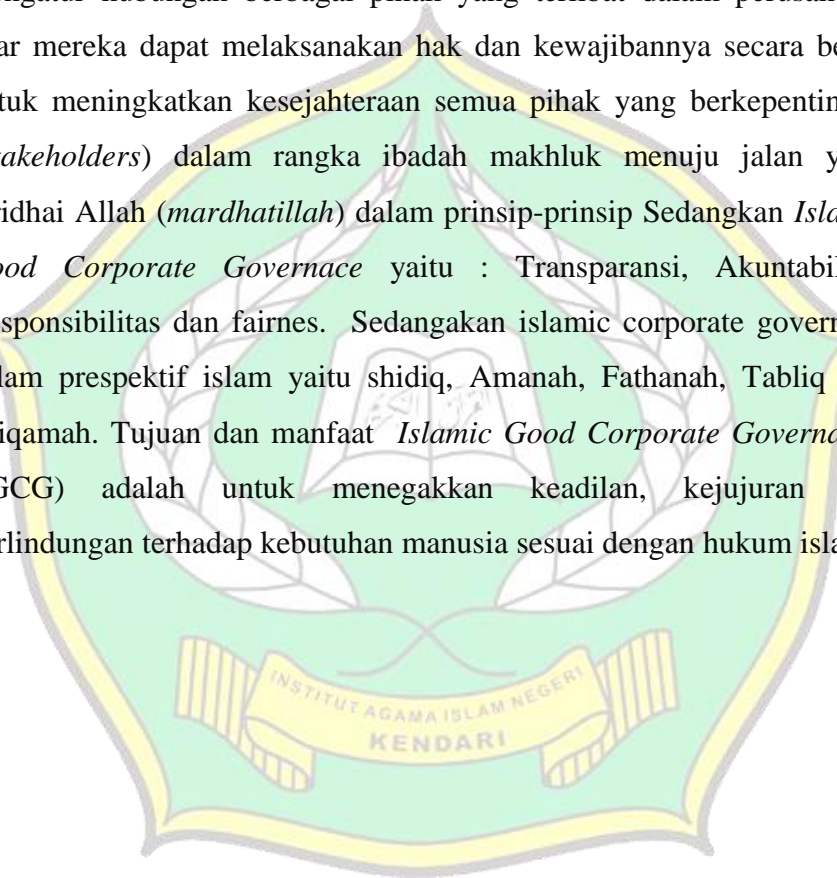 ngatur hubungan berbagai pihak yang terlibat dalam perusah
ar mereka dapat melaksanakan hak dan kewajibannya secara be
tuk meningkatkan kesejahteraan semua pihak yang berkepentin
takeholders) dalam rangka ibadah makhluk menuju jalan y
ridhai Allah (mardhatillah) dalam prinsip-prinsip Sedangkan Isla
ood Corporate Governace yaitu : Transparansi, Akuntabil
sponsibilitas dan fairnes. Sedangakan islamic corporate govern
lam prespektif islam yaitu shidiq, Amanah, Fathanah, Tabliq
iqamah. Tujuan dan manfaat Islamic Good Corporate Governa
GCG) adalah untuk menegakkan keadilan, kejujuran
rlindungan terhadap kebutuhan manusia sesuai dengan hukum isla
INSTITUT AGAMA ISLAM NEGERI
KENDARI